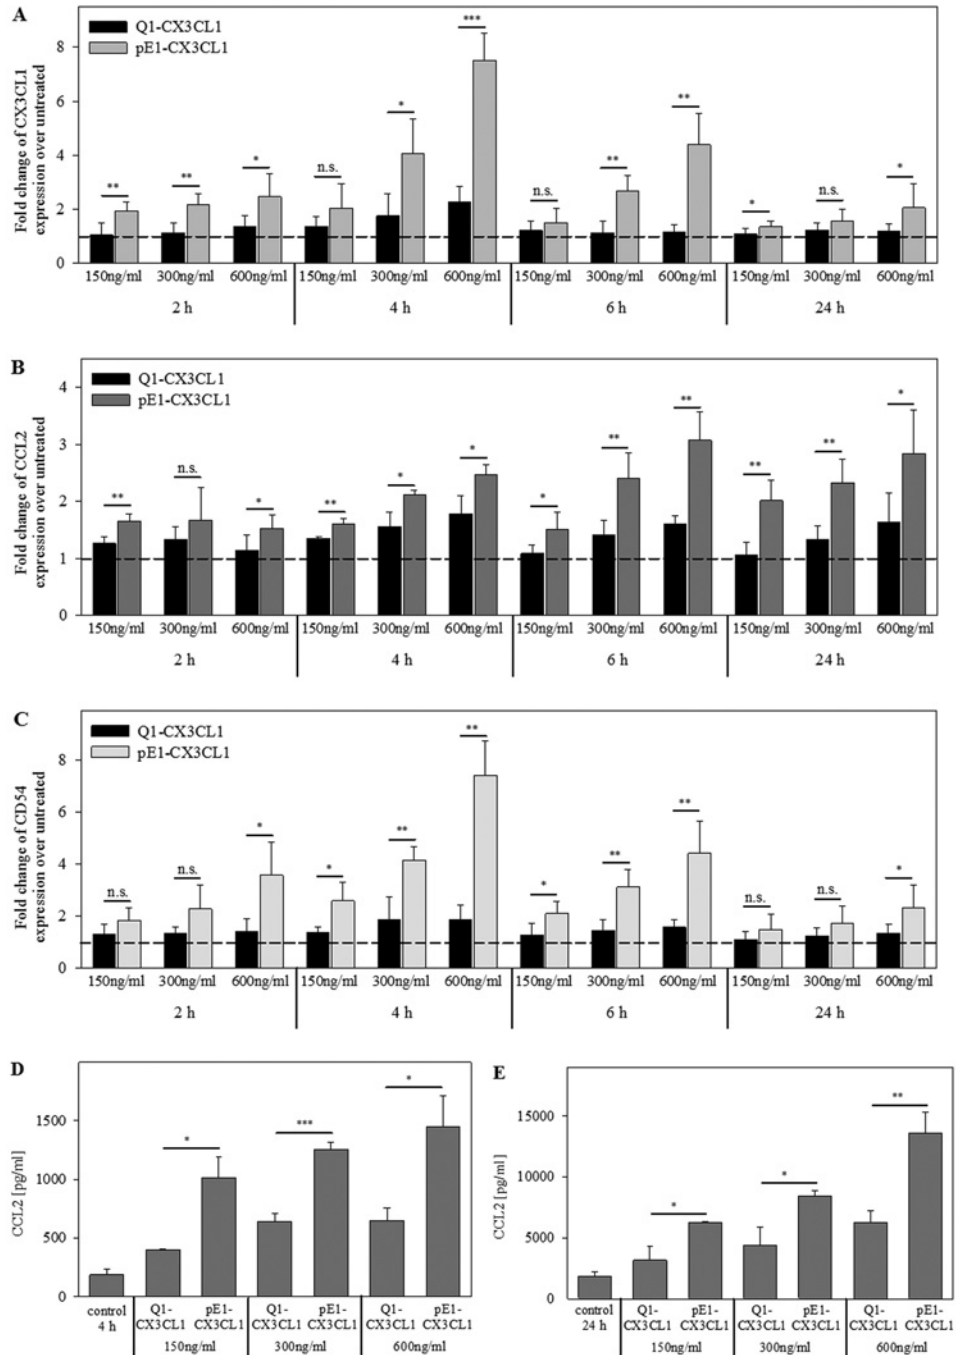 A
Q1-CX3CL1
pE1-CX3CL1
Fold change of CX3CL1
expression over untreated
8
6
4
2
0
** ** * n.s. * *** n.s. ** ** * n.s. *
150ng/ml 300ng/ml 600ng/ml 150ng/ml 300ng/ml 600ng/ml 150ng/ml 300ng/ml 600ng/ml 150ng/ml 300ng/ml 600ng/ml
2 h 4 h 6 h 24 h
B
Q1-CX3CL1
pE1-CX3CL1
Fold change of CCL2
expression over untreated
4
3
2
1
0
** n.s. * ** * * * ** ** ** ** *
150ng/ml 300ng/ml 600ng/ml 150ng/ml 300ng/ml 600ng/ml 150ng/ml 300ng/ml 600ng/ml 150ng/ml 300ng/ml 600ng/ml
2 h 4 h 6 h 24 h
C
Q1-CX3CL1
pE1-CX3CL1
Fold change of CD54
expression over untreated
8
6
4
2
0
n.s. n.s. * * ** ** * ** ** n.s. n.s. *
150ng/ml 300ng/ml 600ng/ml 150ng/ml 300ng/ml 600ng/ml 150ng/ml 300ng/ml 600ng/ml 150ng/ml 300ng/ml 600ng/ml
2 h 4 h 6 h 24 h
D
CCL2 [pg/ml]
1500
1000
500
0
* *** *
control Q1- pE1- Q1- pE1- Q1- pE1-
4 h CX3CL1 CX3CL1 CX3CL1 CX3CL1 CX3CL1 CX3CL1
150ng/ml 300ng/ml 600ng/ml
E
CCL2 [pg/ml]
15000
10000
5000
0
* * **
control Q1- pE1- Q1- pE1- Q1- pE1-
24 h CX3CL1 CX3CL1 CX3CL1 CX3CL1 CX3CL1 CX3CL1
150ng/ml 300ng/ml 600ng/ml